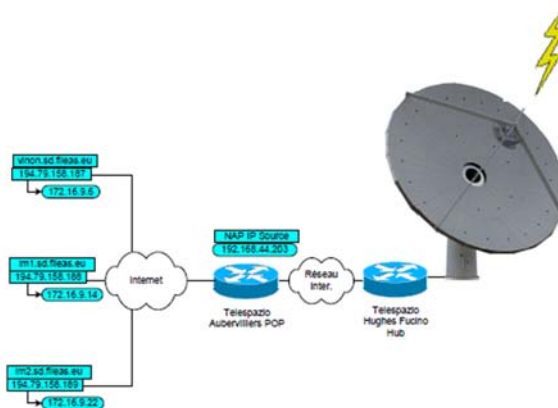 vinon.sd.fileas.eu
194.79.158.187
172.16.9.6
lm1.sd.fileas.eu
194.79.158.188
172.16.9.14
lm2.sd.fileas.eu
194.79.158.189
172.16.9.22
Internet
NAP IP Source
192.168.44.203
Telespazio
Aubervilliers POP
Réseau
Inter.
Telespazio
Hughes Fucino
Hub